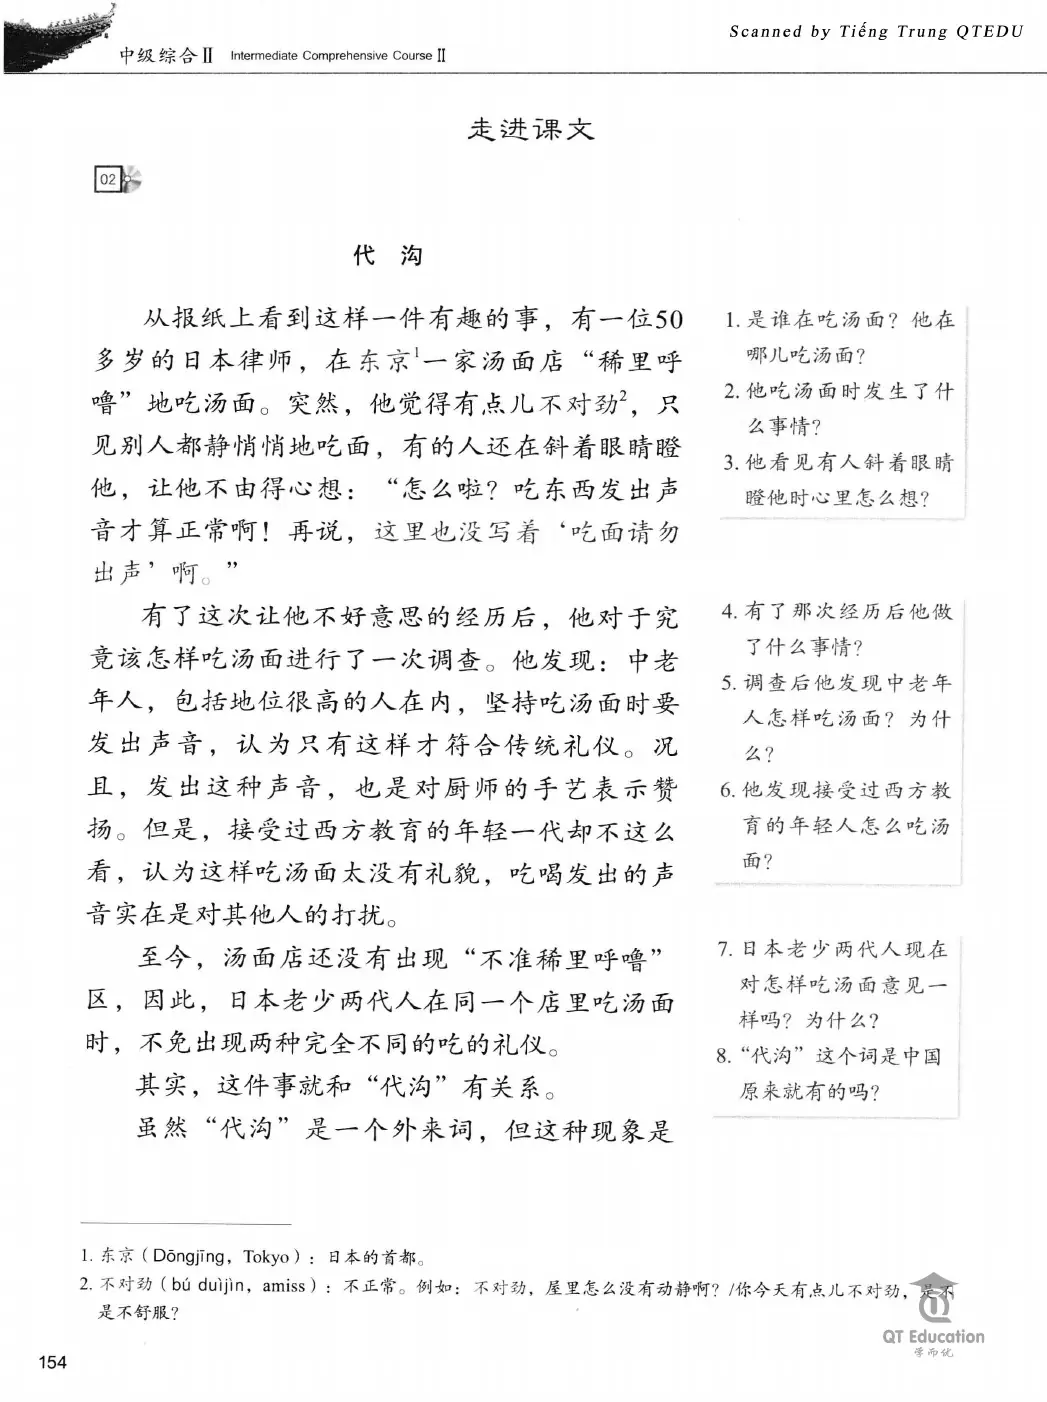 Scanned by Tiếng Trung QTEDU
中级综合Ⅱ Intermediate Comprehensive Course Ⅱ
走进课文
02
代 沟
从报纸上看到这样一件有趣的事，有一位50
多岁的日本律师，在东京1一家汤面店“稀里呼
噜”地吃汤面。突然，他觉得有点儿不对劲2，只
见别人都静悄悄地吃面，有的人还在斜着眼睛瞪
他，让他不由得心想：“怎么啦？吃东西发出声
音才算正常啊！再说，这里也没写着‘吃面请勿
出声’啊。”
有了这次让他不好意思的经历后，他对于究
竟该怎样吃汤面进行了一次调查。他发现：中老
年人，包括地位很高的人在内，坚持吃汤面时要
发出声音，认为只有这样才符合传统礼仪。况
且，发出这种声音，也是对厨师的手艺表示赞
扬。但是，接受过西方教育的年轻一代却不这么
看，认为这样吃汤面太没有礼貌，吃喝发出的声
音实在是对其他人的打扰。
至今，汤面店还没有出现“不准稀里呼噜”
区，因此，日本老少两代人在同一个店里吃汤面
时，不免出现两种完全不同的吃的礼仪。
其实，这件事就和“代沟”有关系。
虽然“代沟”是一个外来词，但这种现象是
1. 是谁在吃汤面？他在
哪儿吃汤面？
2. 他吃汤面时发生了什
么事情？
3. 他看见有人斜着眼睛
瞪他时心里怎么想？
4. 有了那次经历后他做
了什么事情？
5. 调查后他发现中老年
人怎样吃汤面？为什
么？
6. 他发现接受过西方教
育的年轻人怎么吃汤
面？
7. 日本老少两代人现在
对怎样吃汤面意见一
样吗？为什么？
8. “代沟”这个词是中国
原来就有的吗？
1. 东京（Dōngjīng，Tokyo）：日本的首都。
2. 不对劲（bú duìjìn，amiss）：不正常。例如：不对劲，屋里怎么没有动静啊？/你今天有点儿不对劲，是不
是不舒服？
QT Education
学而优
154